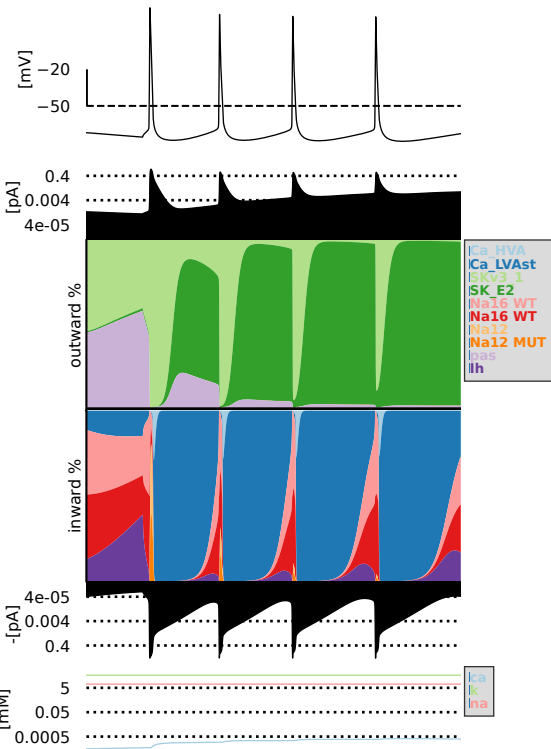 [mV]
−20
−50
[pA]
0.4
0.004
4e-05
outward %
Ca_HVA
Ca_LVAst
SKv3_1
SK_E2
Na16 WT
Na16 WT
Na12
Na12 MUT
pas
Ih
inward %
-[pA]
4e-05
0.004
0.4
[mM]
5
0.05
0.0005
ca
k
na